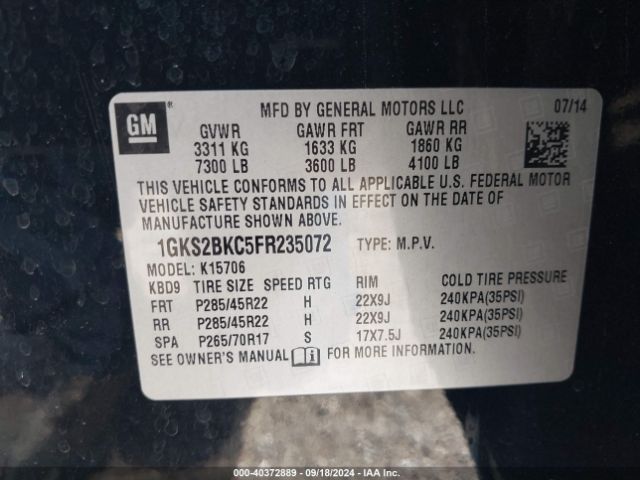 GM®
MFD BY GENERAL MOTORS LLC 07/14
GVWR GAWR FRT GAWR RR
3311 KG 1633 KG 1860 KG
7300 LB 3600 LB 4100 LB
THIS VEHICLE CONFORMS TO ALL APPLICABLE U.S. FEDERAL MOTOR
VEHICLE SAFETY STANDARDS IN EFFECT ON THE DATE OF
MANUFACTURE SHOWN ABOVE.
1GKS2BKC5FR235072 TYPE: M.P.V.
MODEL: K15706
KBD9 TIRE SIZE SPEED RTG RIM COLD TIRE PRESSURE
FRT P285/45R22 H 22X9J 240KPA(35PSI)
RR P285/45R22 H 22X9J 240KPA(35PSI)
SPA P265/70R17 S 17X7.5J 240KPA(35PSI)
SEE OWNER'S MANUAL FOR MORE INFORMATION.
OWNERSHIP #: 40372889 - 09/18/2024 - IAA Inc.